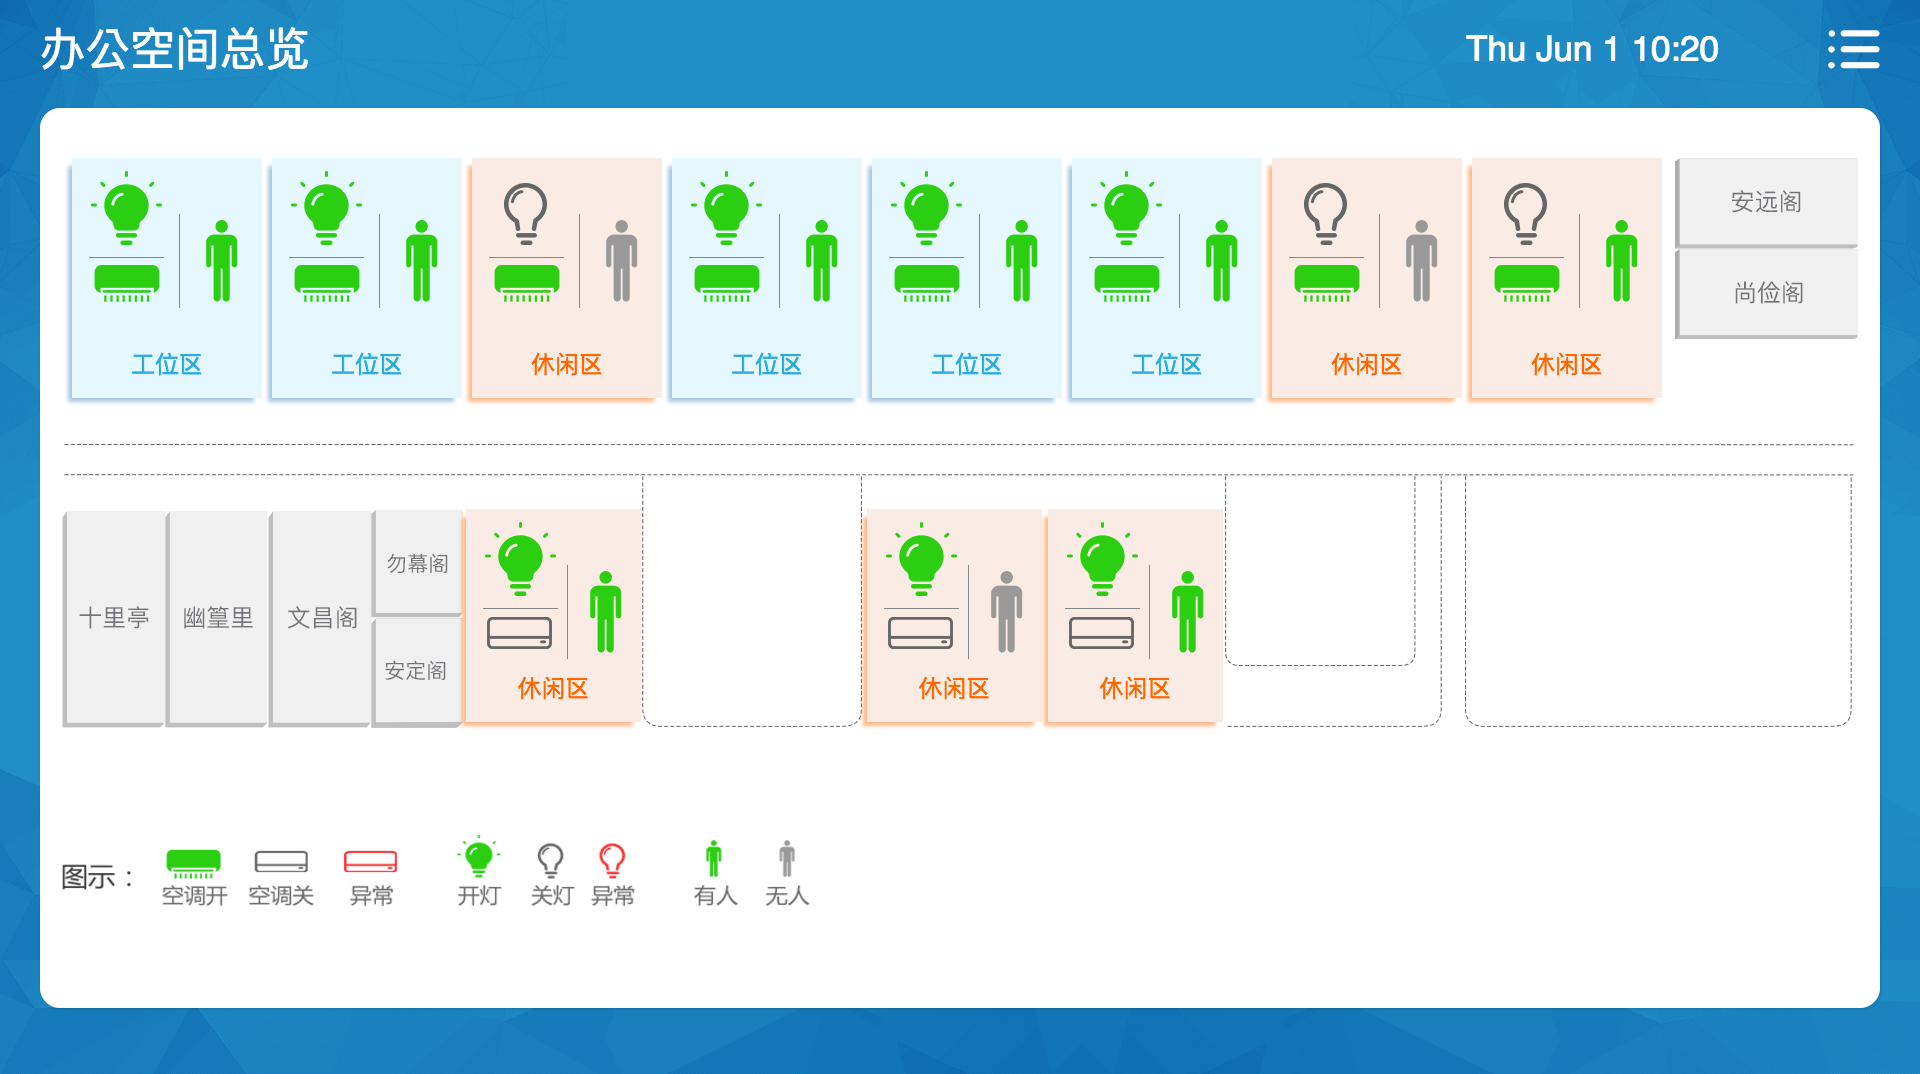 办公空间总览
Thu Jun 1 10:20
工位区
工位区
休闲区
工位区
工位区
工位区
休闲区
休闲区
安远阁
尚俭阁
十里亭
幽篁里
文昌阁
勿幕阁
安定阁
休闲区
休闲区
休闲区
图示：
空调开
空调关
异常
开灯
关灯
异常
有人
无人